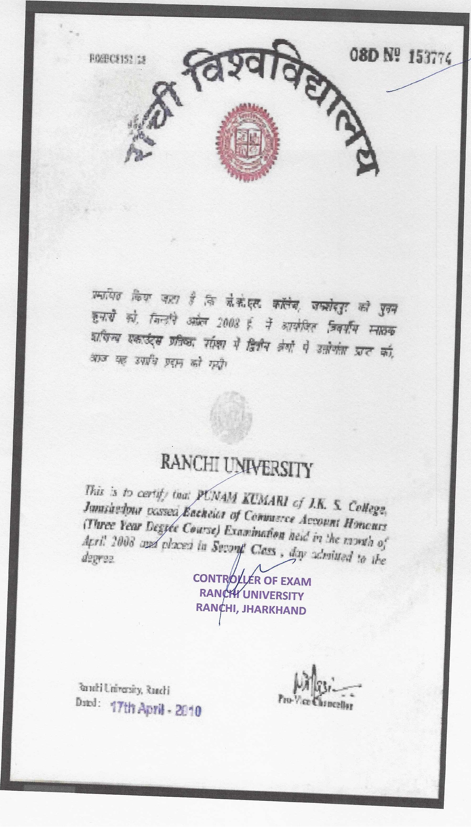 R08BC8152 28
08D Nº 153774
राँची विश्वविद्यालय
प्रमाणित किया जाता है कि जे.के.एस. कॉलेज, जमशेदपुर की पुनम
कुमारी को, जिन्होंने अप्रैल 2008 ई. में आयोजित त्रिवर्षीय स्नातक
वाणिज्य एकाउंट्स प्रतिष्ठा परीक्षा में द्वितीय श्रेणी में उत्तीर्णता प्राप्त की,
आज यह उपाधि प्रदान की गयी।
RANCHI UNIVERSITY
This is to certify that PUNAM KUMARI of J.K. S. College,
Jamshedpur passed Bachelor of Commerce Account Honours
(Three Year Degree Course) Examination held in the month of
April 2008 and placed in Second Class , day admitted to the
degree.
CONTROLLER OF EXAM
RANCHI UNIVERSITY
RANCHI, JHARKHAND
Ranchi University, Ranchi
Dated : 17th April - 2010
Pro-Vice Chancellor